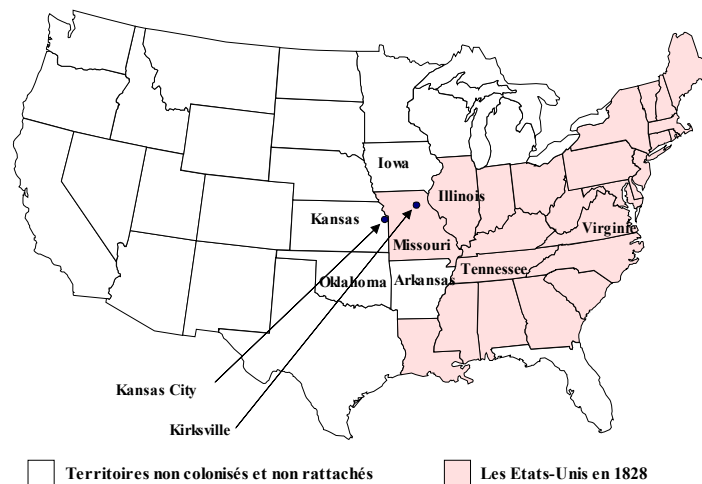 Iowa
Illinois
Kansas
Virginie
Missouri
Tennessee
Oklahoma
Arkansas
Kansas City
Kirksville
Territoires non colonisés et non rattachés
Les Etats-Unis en 1828